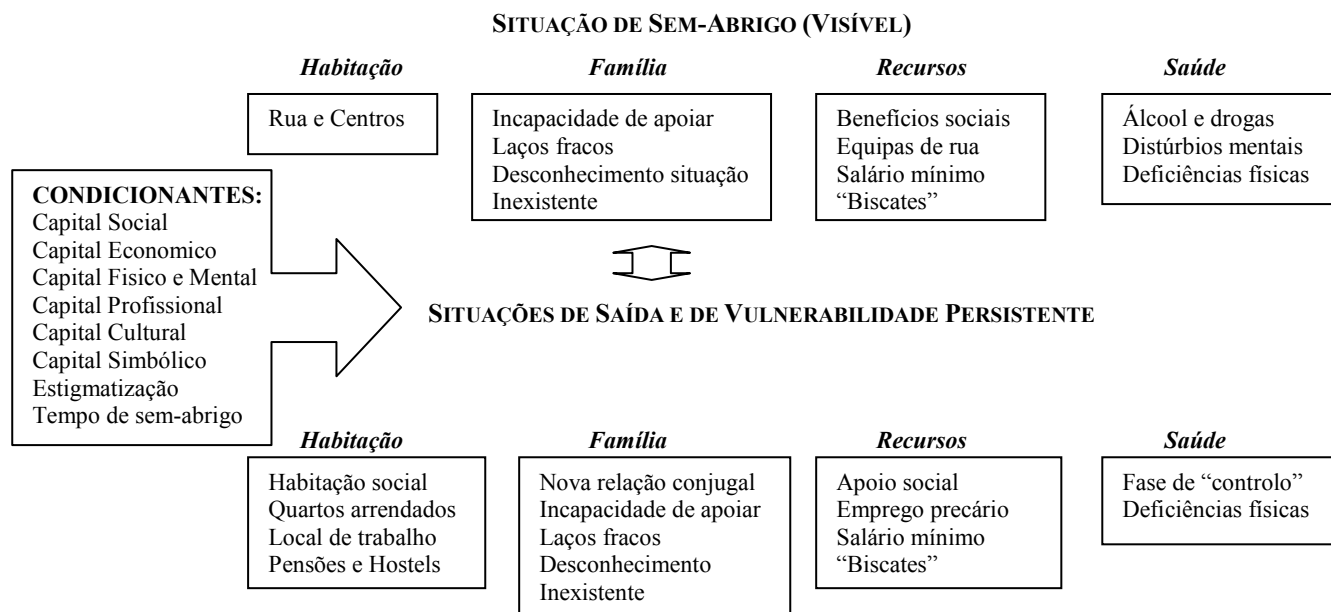 SITUAÇÃO DE SEM-ABRIGO (VISÍVEL)
Habitação
Família
Recursos
Saúde
Rua e Centros
Incapacidade de apoiar
Laços fracos
Desconhecimento situação
Inexistente
Benefícios sociais
Equipas de rua
Salário mínimo
“Biscates”
Álcool e drogas
Distúrbios mentais
Deficiências físicas
CONDICIONANTES:
Capital Social
Capital Economico
Capital Fisico e Mental
Capital Profissional
Capital Cultural
Capital Simbólico
Estigmatização
Tempo de sem-abrigo
SITUAÇÕES DE SAÍDA E DE VULNERABILIDADE PERSISTENTE
Habitação
Família
Recursos
Saúde
Habitação social
Quartos arrendados
Local de trabalho
Pensões e Hostels
Nova relação conjugal
Incapacidade de apoiar
Laços fracos
Desconhecimento
Inexistente
Apoio social
Emprego precário
Salário mínimo
“Biscates”
Fase de “controlo”
Deficiências físicas